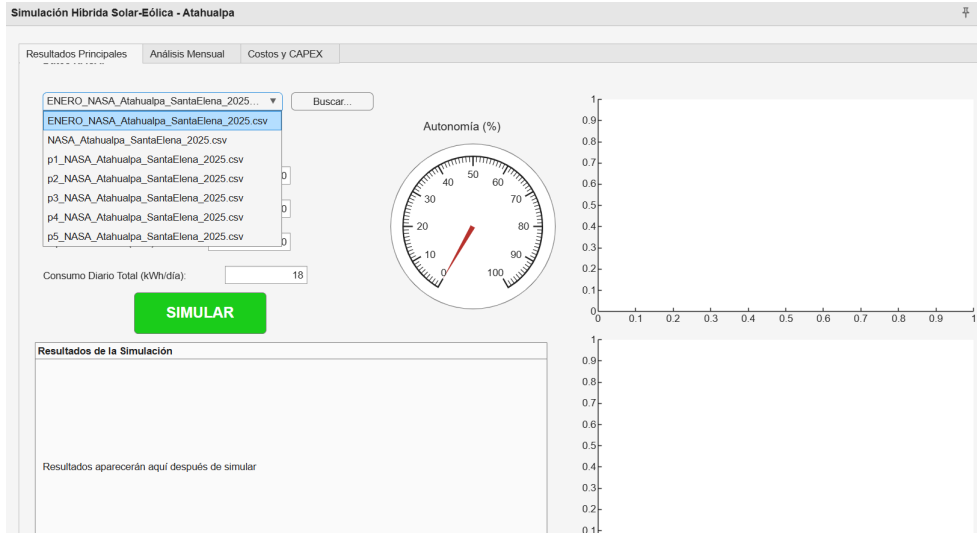 Simulación Híbrida Solar-Eólica - Atahualpa
Resultados Principales Análisis Mensual Costos y CAPEX
ENERO_NASA_Atahualpa_SantaElena_2025... ▼ Buscar...
ENERO_NASA_Atahualpa_SantaElena_2025.csv
NASA_Atahualpa_SantaElena_2025.csv
p1_NASA_Atahualpa_SantaElena_2025.csv
p2_NASA_Atahualpa_SantaElena_2025.csv
p3_NASA_Atahualpa_SantaElena_2025.csv
p4_NASA_Atahualpa_SantaElena_2025.csv
p5_NASA_Atahualpa_SantaElena_2025.csv
0
0
0
Consumo Diario Total (kWh/día): 18
SIMULAR
Autonomía (%)
0 10 20 30 40 50 60 70 80 90 100
Resultados de la Simulación
Resultados aparecerán aquí después de simular
1
0.9
0.8
0.7
0.6
0.5
0.4
0.3
0.2
0.1
0
0 0.1 0.2 0.3 0.4 0.5 0.6 0.7 0.8 0.9 1
1
0.9
0.8
0.7
0.6
0.5
0.4
0.3
0.2
0.1